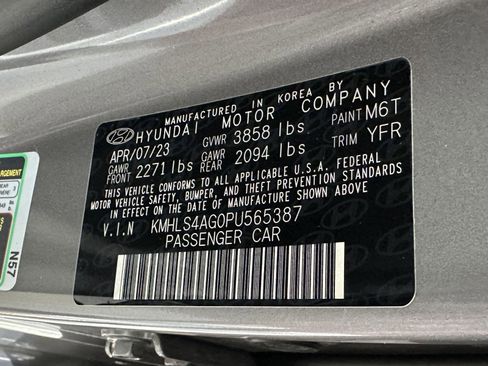 MANUFACTURED IN KOREA BY
HYUNDAI MOTOR COMPANY
APR/07/23 GVWR 3858 lbs PAINT M6T
GAWR FRONT 2271 lbs GAWR REAR 2094 lbs TRIM YFR
THIS VEHICLE CONFORMS TO ALL APPLICABLE U.S.A. FEDERAL
MOTOR VEHICLE SAFETY, BUMPER, AND THEFT PREVENTION STANDARDS
IN EFFECT ON THE DATE OF MANUFACTURE SHOWN ABOVE.
V.I.N KMHLS4AG0PU565387
PASSENGER CAR
N57